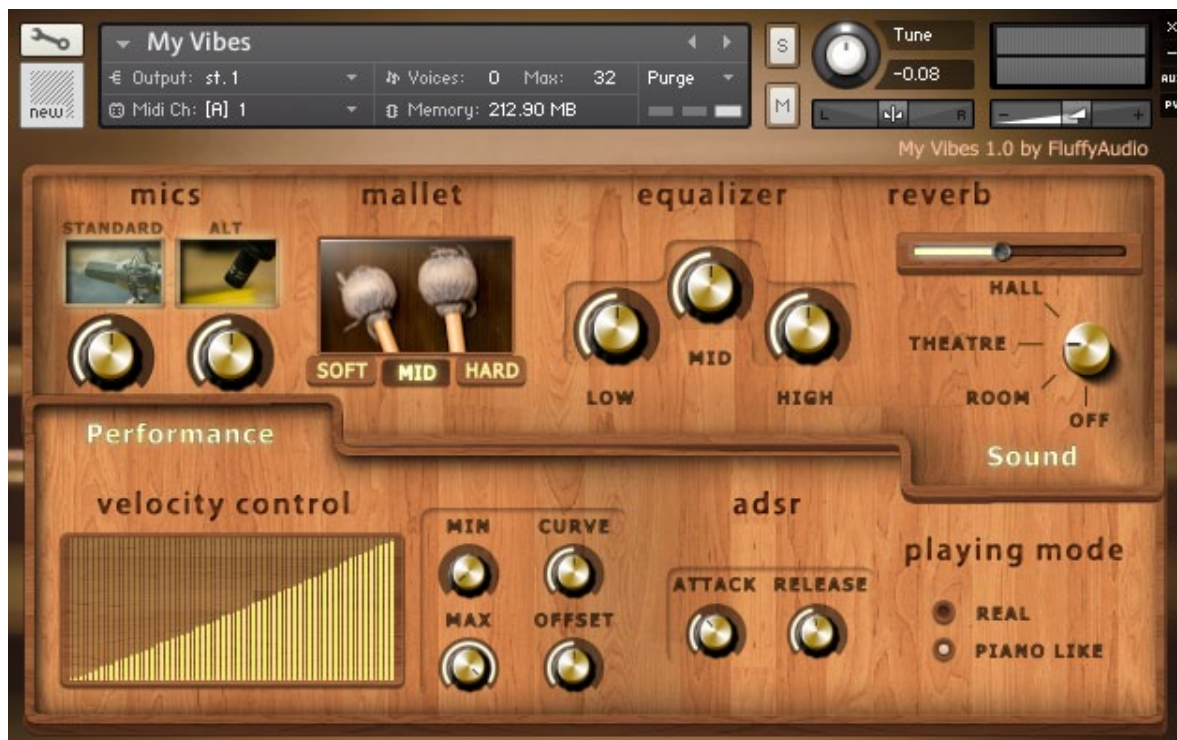 My Vibes
S
Tune
Output: st. 1
Voices: 0 Max: 32
Purge
-0.08
new
Midi Ch: [A] 1
Memory: 212.90 MB
M
L
R
-
+
×
-
AUX
PV
My Vibes 1.0 by FluffyAudio
mics
mallet
equalizer
reverb
STANDARD
ALT
HALL
THEATRE
ROOM
OFF
SOFT
MID
HARD
LOW
MID
HIGH
Performance
Sound
velocity control
MIN
CURVE
MAX
OFFSET
adsr
ATTACK
RELEASE
playing mode
REAL
PIANO LIKE